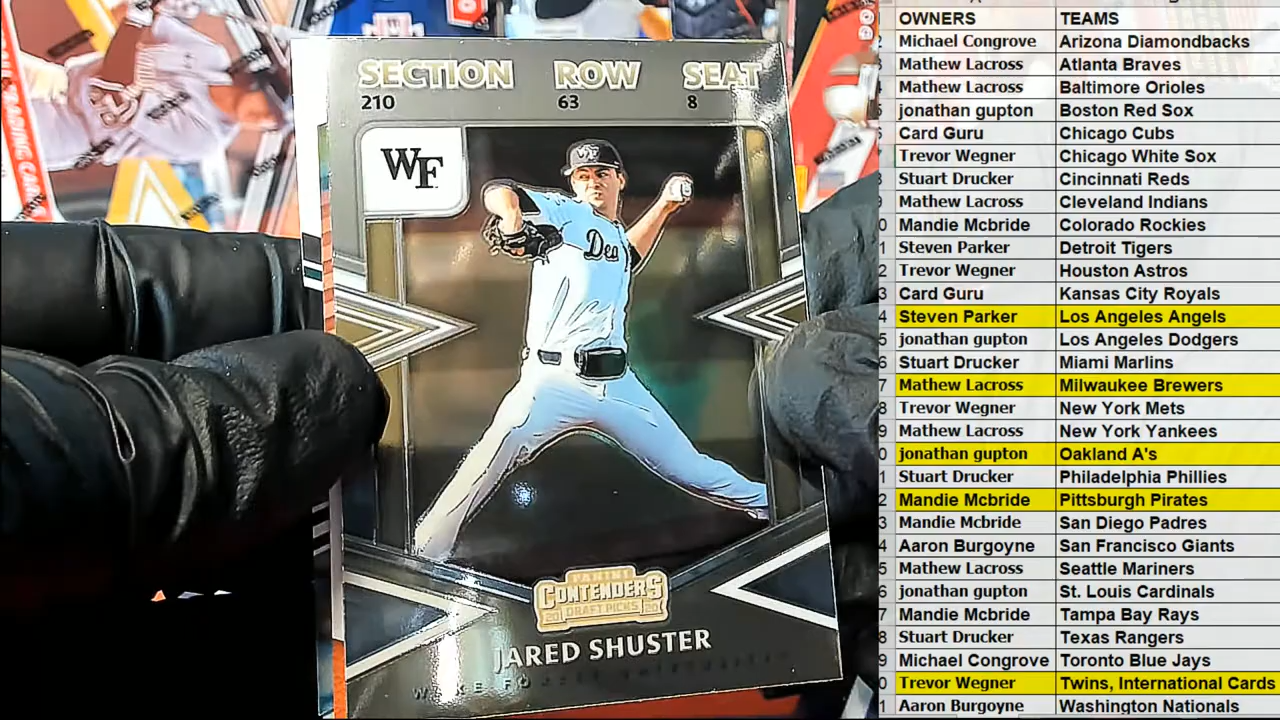 SECTION ROW SEAT
210 63 8
WF
PANINI
CONTENDERS
20 DRAFT PICKS 20
JARED SHUSTER
OWNERS TEAMS
Michael Congrove Arizona Diamondbacks
Mathew Lacross Atlanta Braves
Mathew Lacross Baltimore Orioles
jonathan gupton Boston Red Sox
Card Guru Chicago Cubs
Trevor Wegner Chicago White Sox
Stuart Drucker Cincinnati Reds
Mathew Lacross Cleveland Indians
Mandie Mcbride Colorado Rockies
Steven Parker Detroit Tigers
Trevor Wegner Houston Astros
Card Guru Kansas City Royals
Steven Parker Los Angeles Angels
jonathan gupton Los Angeles Dodgers
Stuart Drucker Miami Marlins
Mathew Lacross Milwaukee Brewers
Trevor Wegner New York Mets
Mathew Lacross New York Yankees
jonathan gupton Oakland A's
Stuart Drucker Philadelphia Phillies
Mandie Mcbride Pittsburgh Pirates
Mandie Mcbride San Diego Padres
Aaron Burgoyne San Francisco Giants
Mathew Lacross Seattle Mariners
jonathan gupton St. Louis Cardinals
Mandie Mcbride Tampa Bay Rays
Stuart Drucker Texas Rangers
Michael Congrove Toronto Blue Jays
Trevor Wegner Twins, International Cards
Aaron Burgoyne Washington Nationals